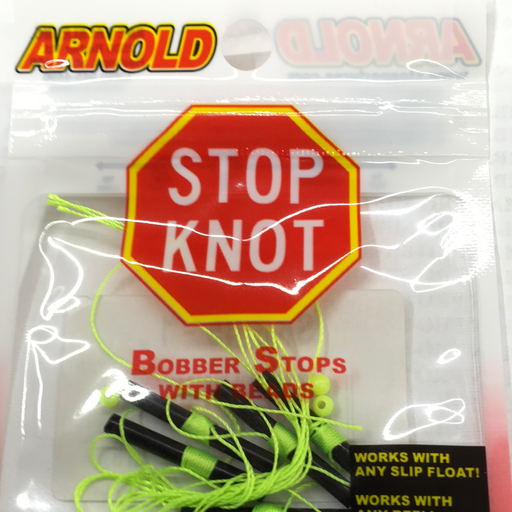 ARNOLD
STOP
KNOT
BOBBER STOPS
WITH BEADS
WORKS WITH
ANY SLIP FLOAT!
WORKS WITH